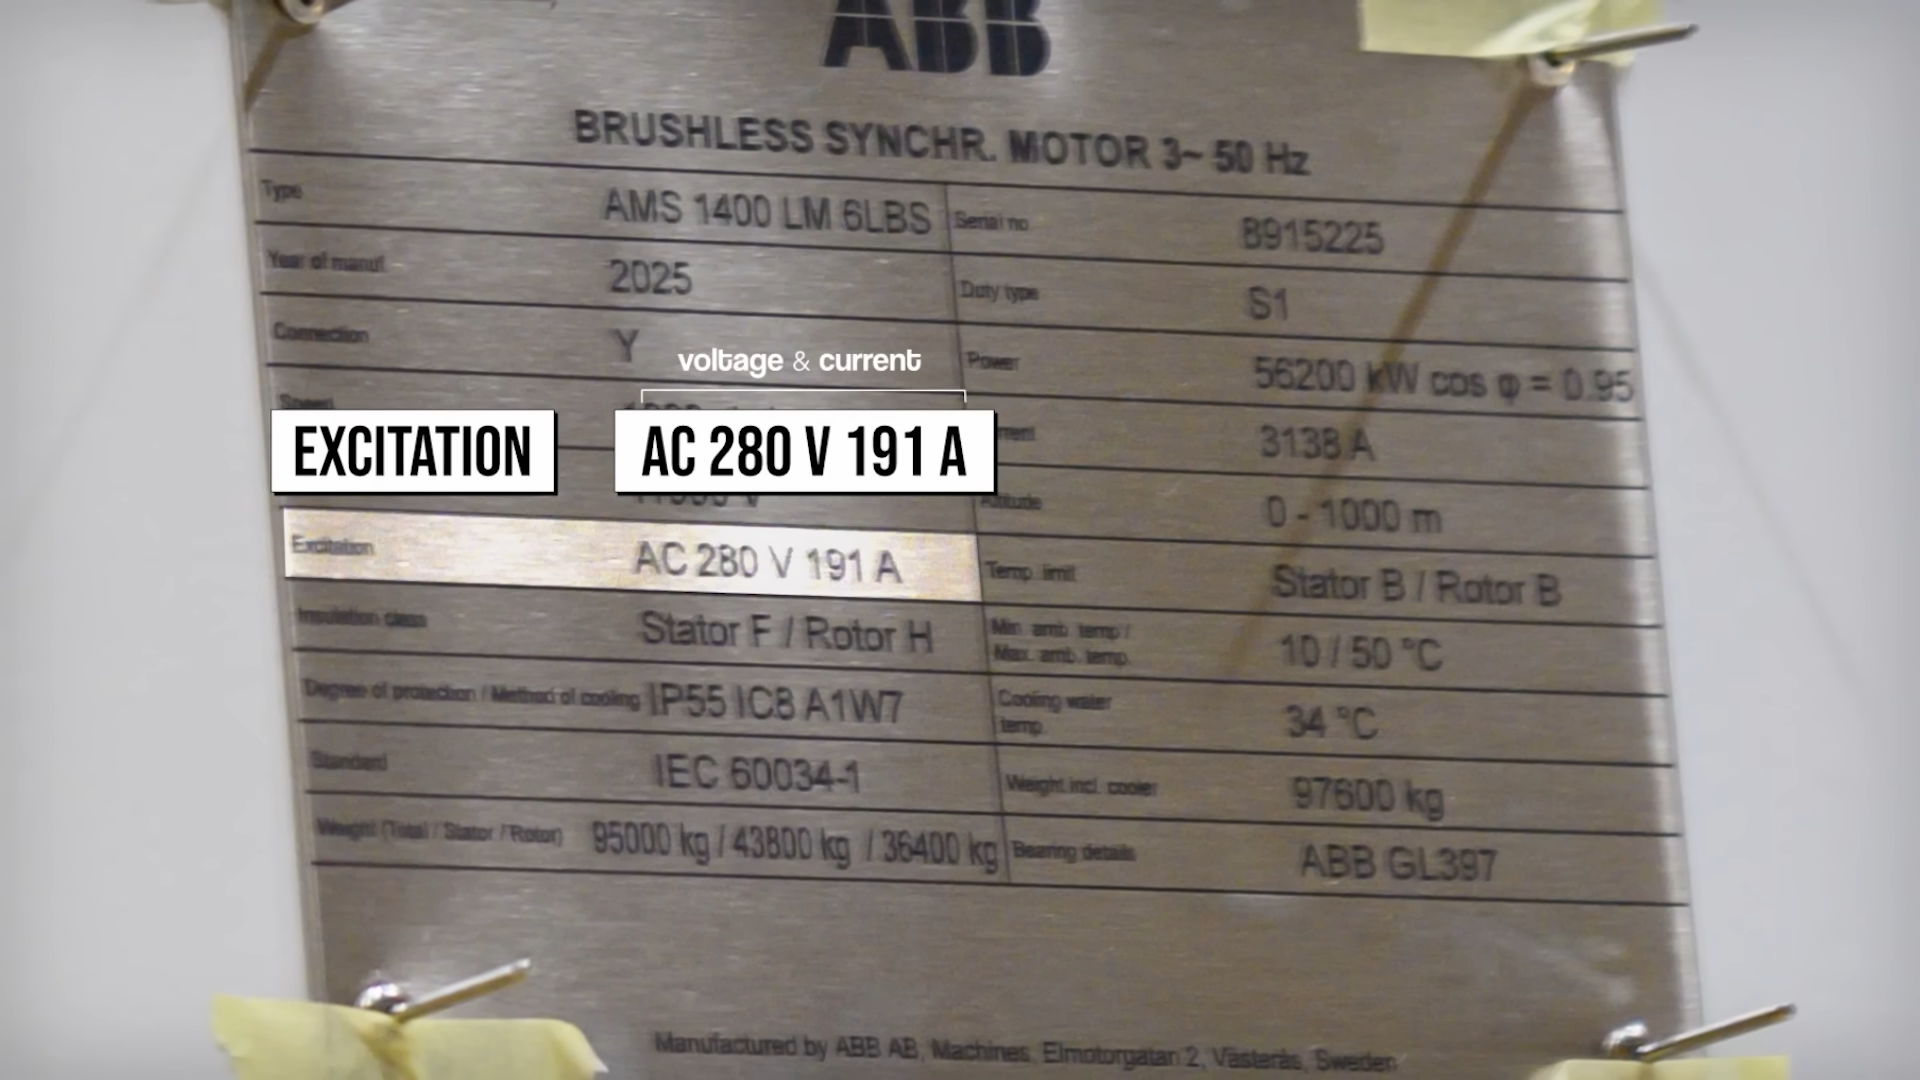 ABB
BRUSHLESS SYNCHR. MOTOR 3~ 50 Hz
Type AMS 1400 LM 6LBS Serial no 8915225
Year of manuf. 2025 Duty type S1
Connection Y Power 56200 kW cos φ = 0.95
voltage & current
EXCITATION AC 280 V 191 A
Speed 3138 A
Altitude 0 - 1000 m
Excitation AC 280 V 191 A Temp. limit Stator B / Rotor B
Insulation class Stator F / Rotor H Min. amb. temp / 10 / 50 °C
Max. amb. temp.
Degree of protection / Method of cooling IP55 IC8 A1W7 Cooling water 34 °C
temp.
Standard IEC 60034-1 Weight incl. cooler 97600 kg
Weight (Total / Stator / Rotor) 95000 kg / 43800 kg / 36400 kg Bearing details ABB GL397
Manufactured by ABB AB, Machines, Elmotorgatan 2, Västerås, Sweden